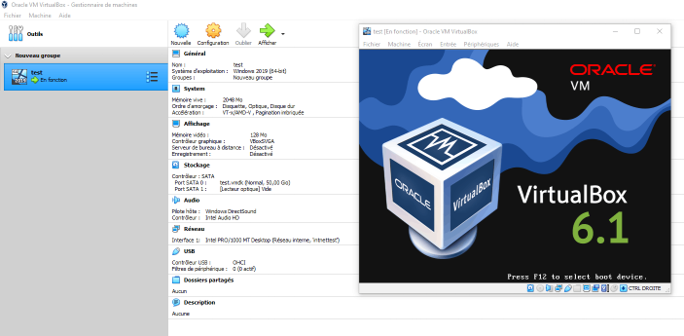 Oracle VM VirtualBox - Gestionnaire de machines
Fichier Machine Aide
Outils
Nouvelle Configuration Oublier Afficher
Nouveau groupe
test
En fonction
Général
Nom : test
Système d'exploitation : Windows 2019 (64-bit)
Groupes : Nouveau groupe
System
Mémoire vive : 2048 Mo
Ordre d'amorçage : Disquette, Optique, Disque dur
Accélération : VT-x/AMD-V , Pagination imbriquée
Affichage
Mémoire vidéo : 128 Mo
Contrôleur graphique : VBoxSVGA
Serveur de bureau à distance : Désactivé
Enregistrement : Désactivé
Stockage
Contrôleur : SATA
Port SATA 0 : test.vmdk (Normal, 50,00 Gio)
Port SATA 1 : [Lecteur optique] Vide
Audio
Pilote hôte : Windows DirectSound
Contrôleur : Intel Audio HD
Réseau
Interface 1: Intel PRO/1000 MT Desktop (Réseau interne, 'intnettest')
USB
Contrôleur USB : OHCI
Filtres de périphérique : 0 (0 actif)
Dossiers partagés
Aucun
Description
Aucune
test [En fonction] - Oracle VM VirtualBox
Fichier Machine Écran Entrée Périphériques Aide
ORACLE
VM
ORACLE
VirtualBox
VirtualBox
6.1
Press F12 to select boot device.
CTRL DROITE